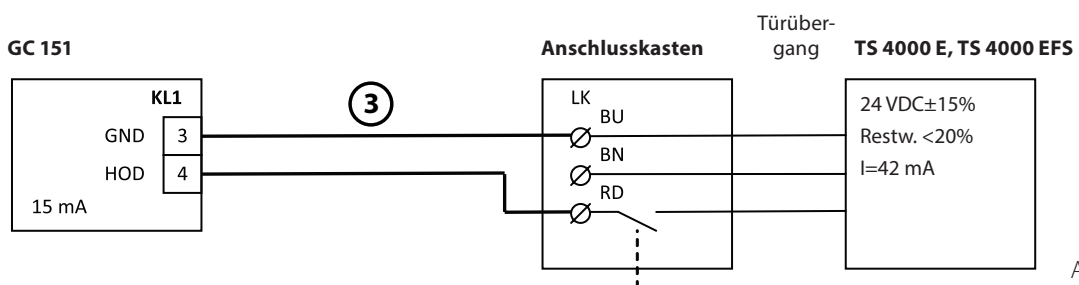 GC 151
KL1
GND 3
HOD 4
15 mA
3
Anschlusskasten
LK
BU
BN
RD
Türüber-
gang
TS 4000 E, TS 4000 EFS
24 VDC±15%
Restw. <20%
I=42 mA
A